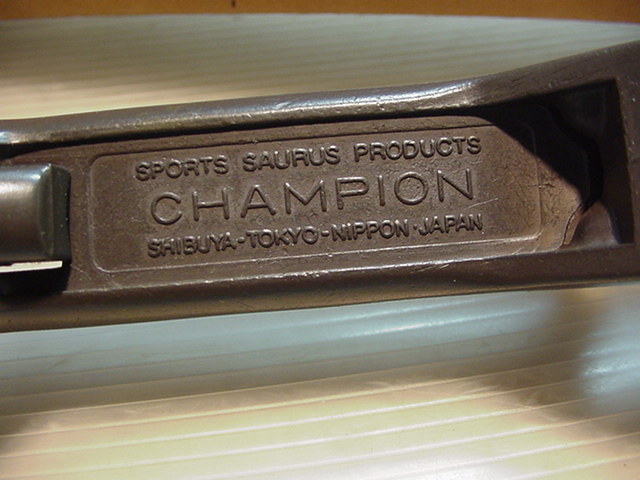 SPORTS SAURUS PRODUCTS
CHAMPION
SHIBUYA-TOKYO-NIPPON-JAPAN